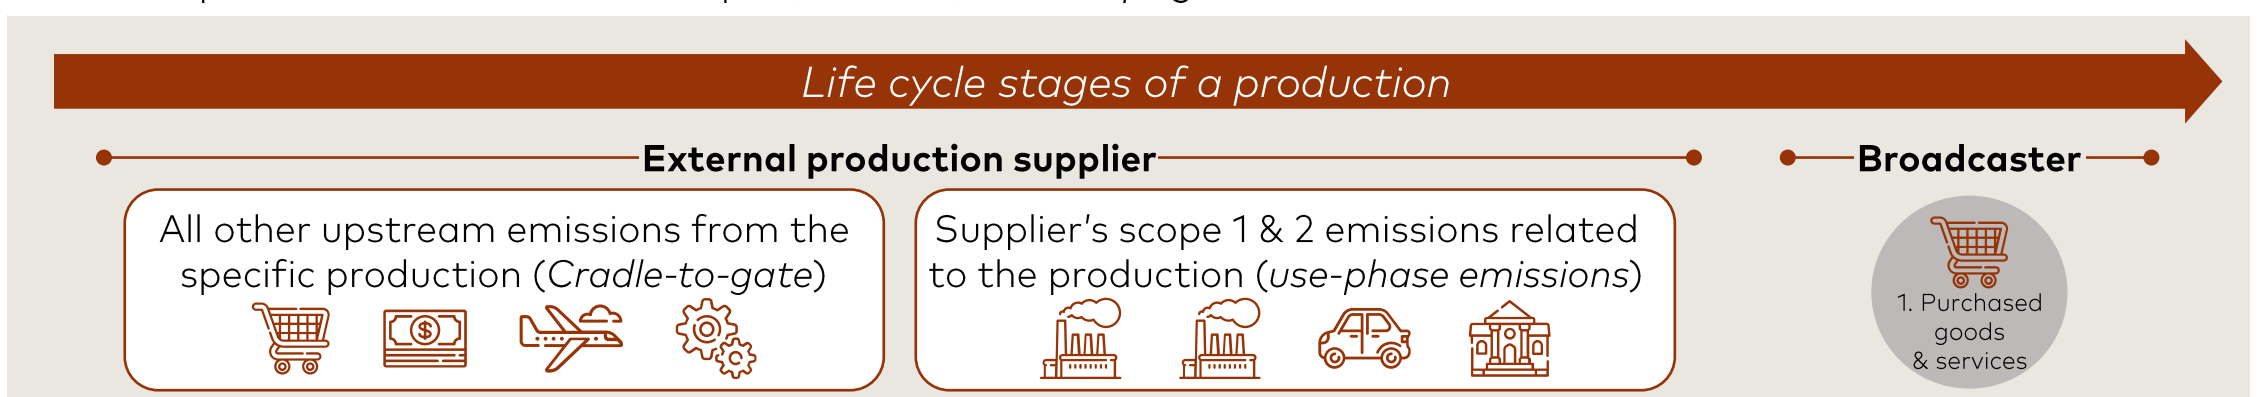 Life cycle stages of a production
External production supplier
Broadcaster
All other upstream emissions from the
specific production (Cradle-to-gate)
Supplier's scope 1 & 2 emissions related
to the production (use-phase emissions)
$
1. Purchased
goods
& services